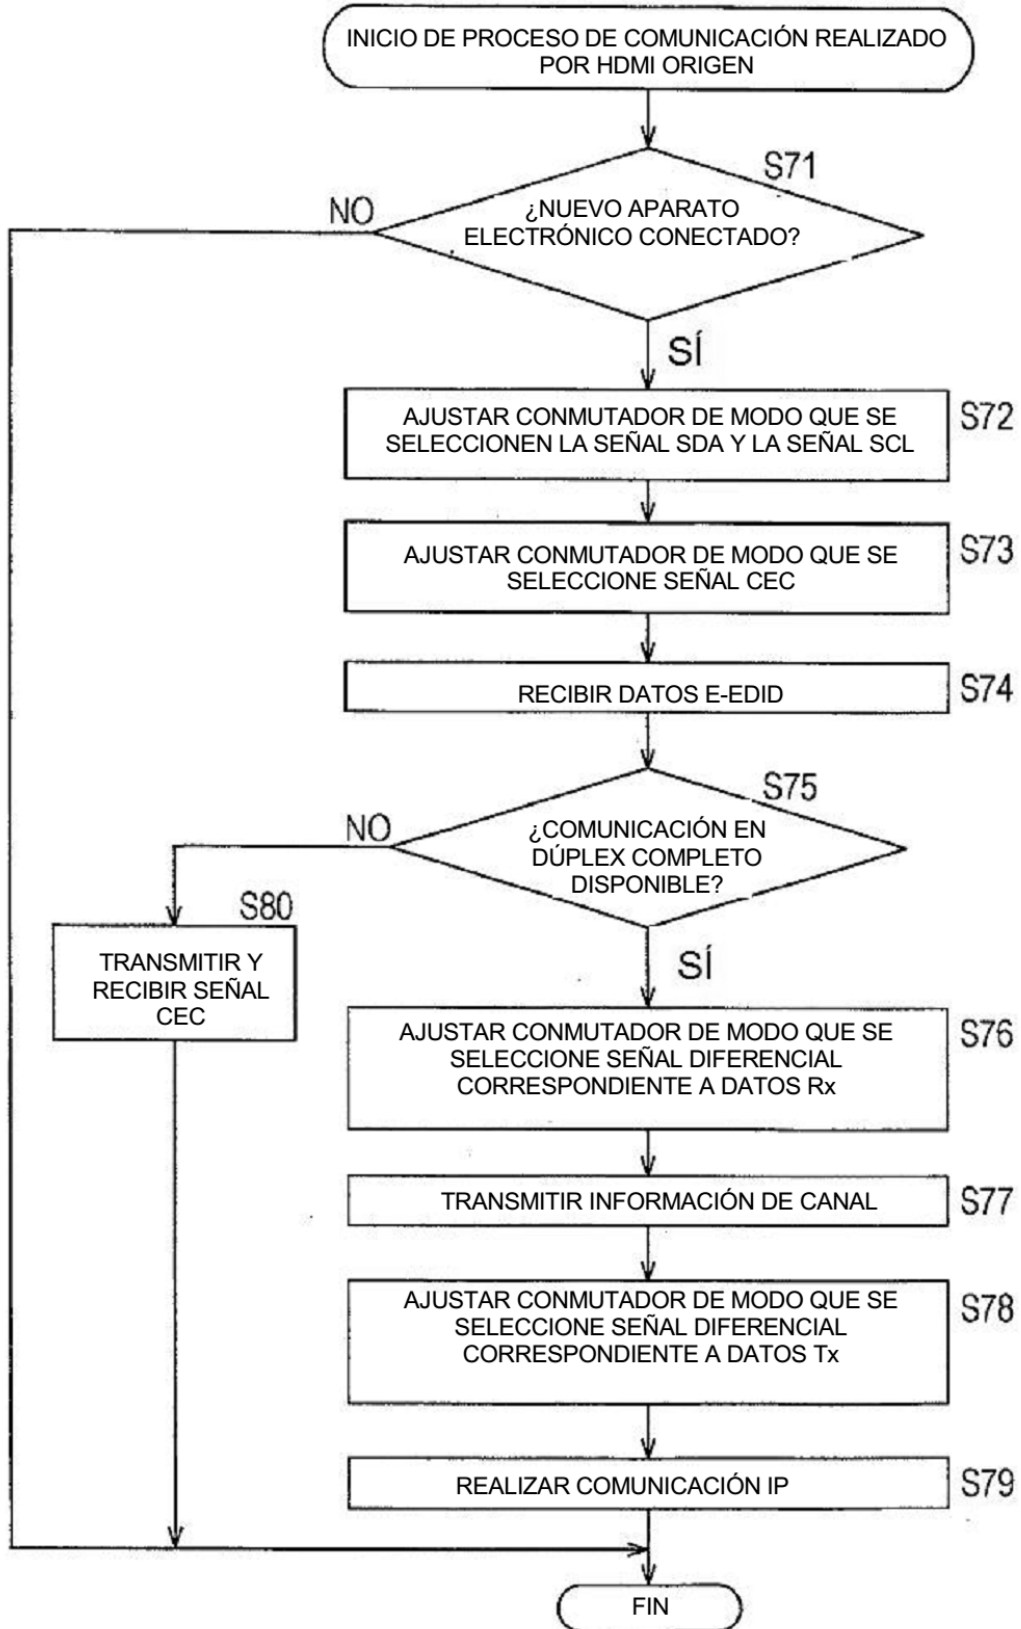 INICIO DE PROCESO DE COMUNICACIÓN REALIZADO
POR HDMI ORIGEN
S71
NO
¿NUEVO APARATO
ELECTRÓNICO CONECTADO?
SÍ
AJUSTAR CONMUTADOR DE MODO QUE SE
SELECCIONEN LA SEÑAL SDA Y LA SEÑAL SCL
S72
AJUSTAR CONMUTADOR DE MODO QUE SE
SELECCIONE SEÑAL CEC
S73
RECIBIR DATOS E-EDID
S74
S75
NO
¿COMUNICACIÓN EN
DÚPLEX COMPLETO
DISPONIBLE?
S80
TRANSMITIR Y
RECIBIR SEÑAL
CEC
SÍ
AJUSTAR CONMUTADOR DE MODO QUE SE
SELECCIONE SEÑAL DIFERENCIAL
CORRESPONDIENTE A DATOS Rx
S76
TRANSMITIR INFORMACIÓN DE CANAL
S77
AJUSTAR CONMUTADOR DE MODO QUE SE
SELECCIONE SEÑAL DIFERENCIAL
CORRESPONDIENTE A DATOS Tx
S78
REALIZAR COMUNICACIÓN IP
S79
FIN